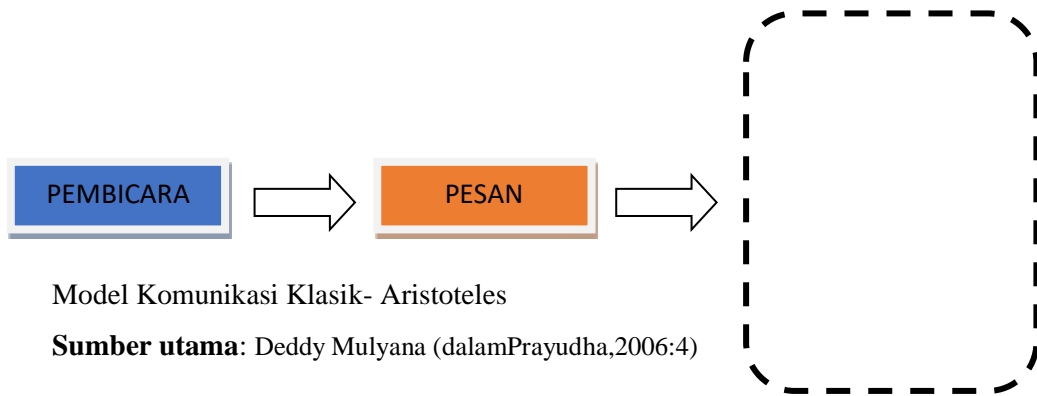 PEMBICARA
PESAN
Model Komunikasi Klasik- Aristoteles
Sumber utama: Deddy Mulyana (dalamPrayudha,2006:4)